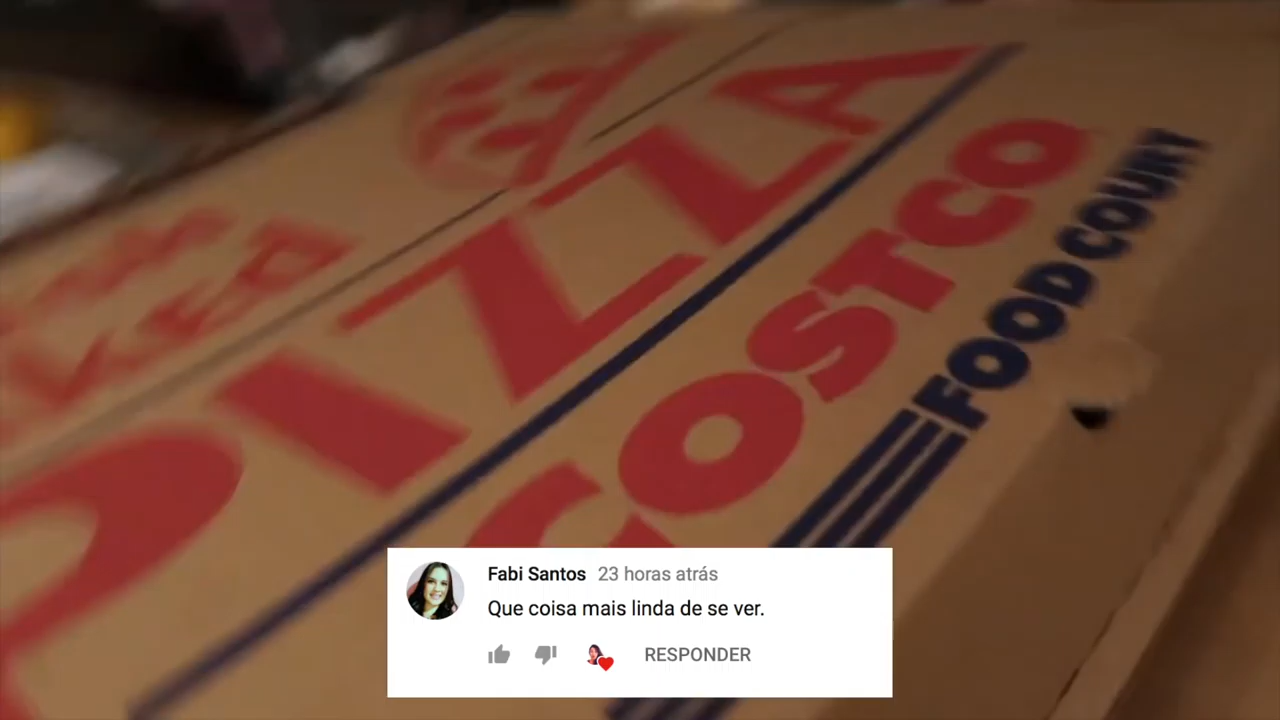 PIZZA
COSTCO
FOOD COURT
Fabi Santos 23 horas atrás
Que coisa mais linda de se ver.
RESPONDER